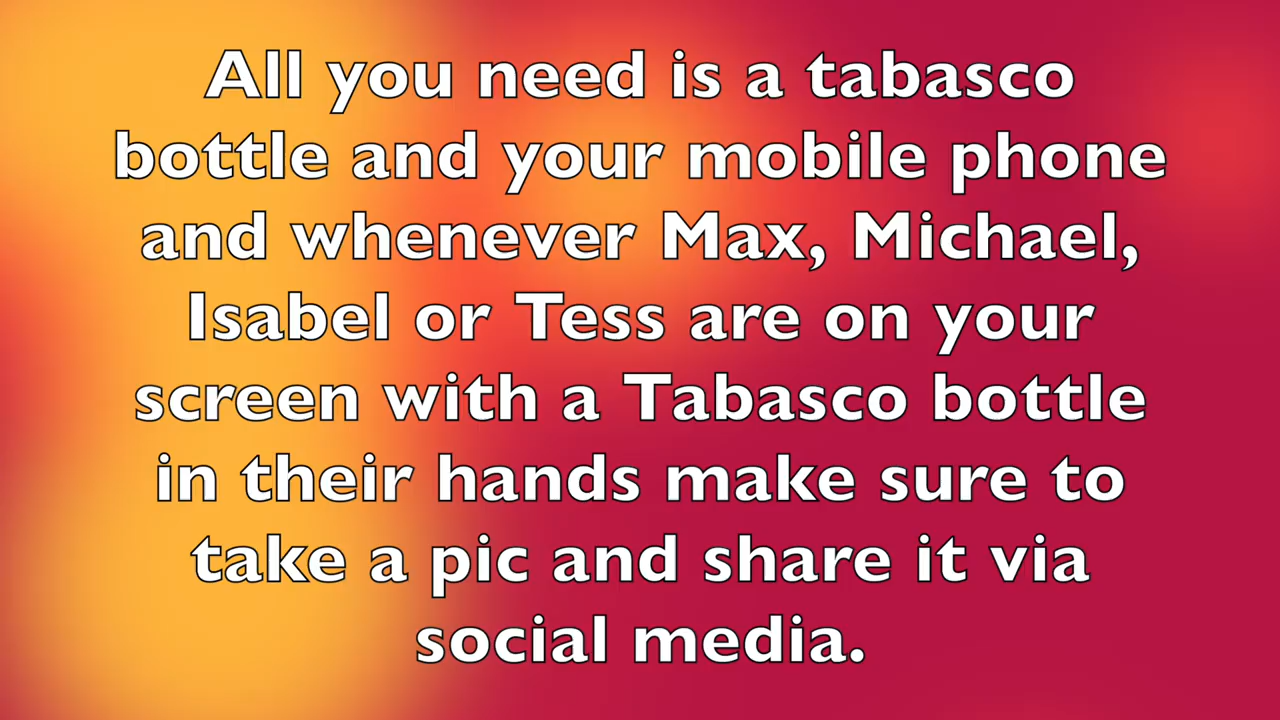 All you need is a tabasco
bottle and your mobile phone
and whenever Max, Michael,
Isabel or Tess are on your
screen with a Tabasco bottle
in their hands make sure to
take a pic and share it via
social media.